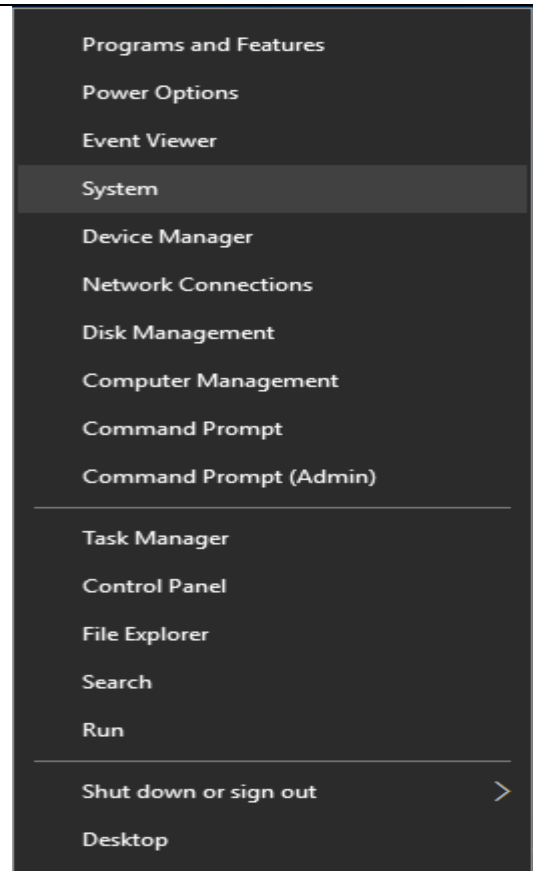 Programs and Features
Power Options
Event Viewer
System
Device Manager
Network Connections
Disk Management
Computer Management
Command Prompt
Command Prompt (Admin)
Task Manager
Control Panel
File Explorer
Search
Run
Shut down or sign out
Desktop